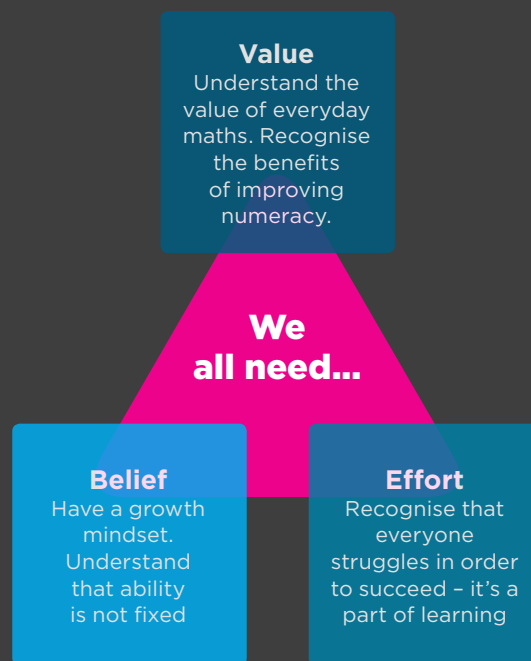 Value
Understand the
value of everyday
maths. Recognise
the benefits
of improving
numeracy.
We
all need...
Belief
Have a growth
mindset.
Understand
that ability
is not fixed
Effort
Recognise that
everyone
struggles in order
to succeed – it's a
part of learning